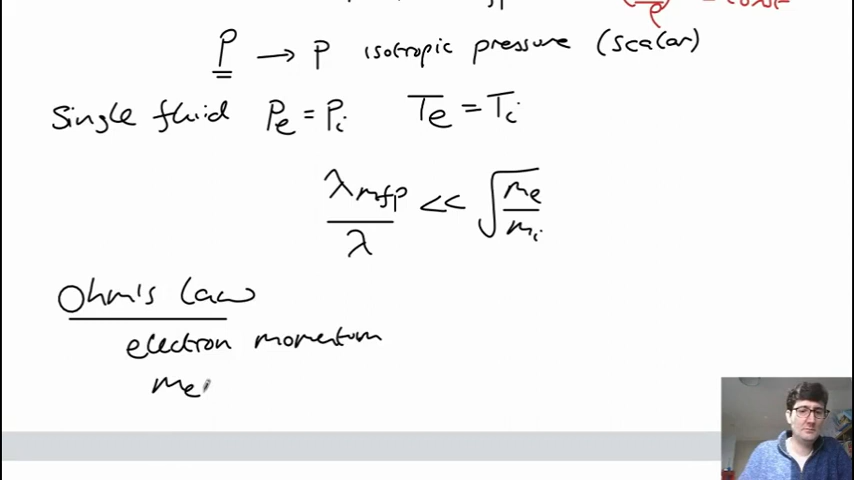 P → P isotropic pressure (scalar)
Single fluid Pe = Pi Te = Ti
λmfp / λ << √(me / mi)
Ohm's law
electron momentum
me